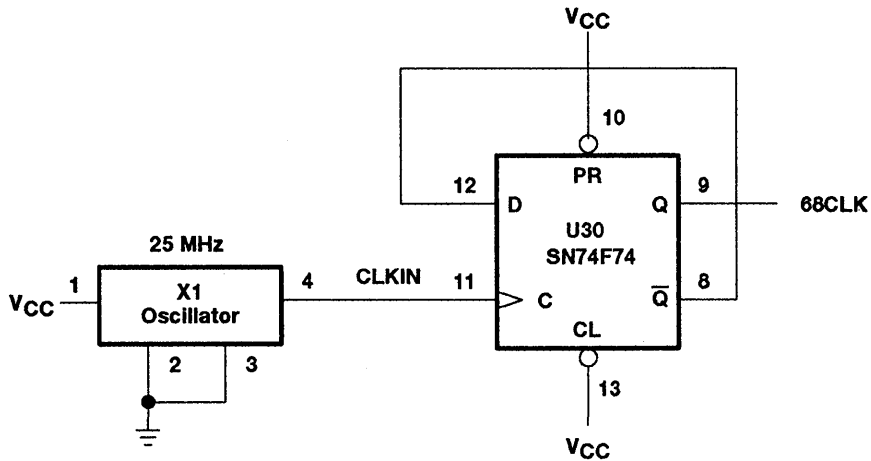 VCC
10
PR
12
D
Q
9
68CLK
U30
SN74F74
25 MHz
1
VCC
X1
Oscillator
4
CLKIN
11
C
Q̅
8
CL
2
3
13
VCC